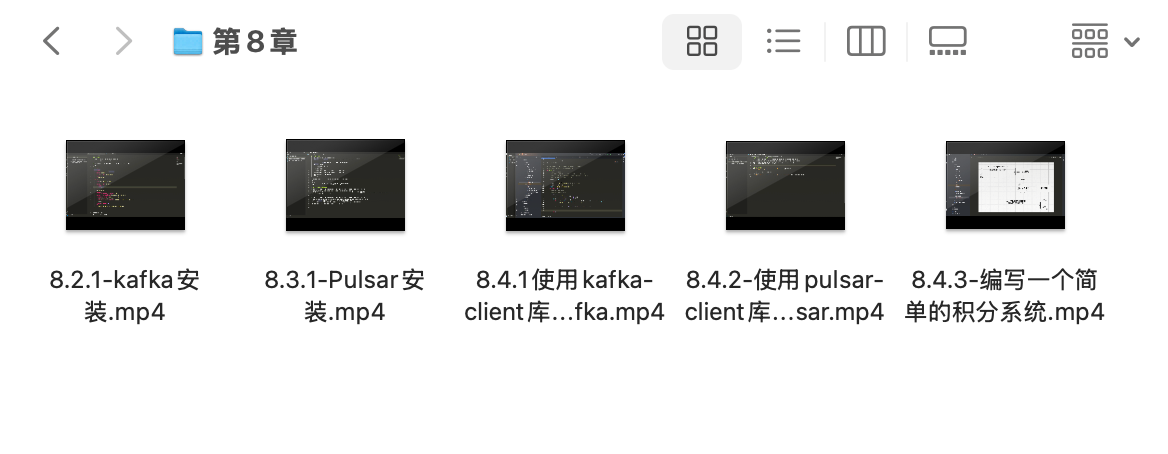 第8章
8.2.1-kafka安
装.mp4
8.3.1-Pulsar安
装.mp4
8.4.1使用kafka-
client库...fka.mp4
8.4.2-使用pulsar-
client库...sar.mp4
8.4.3-编写一个简
单的积分系统.mp4